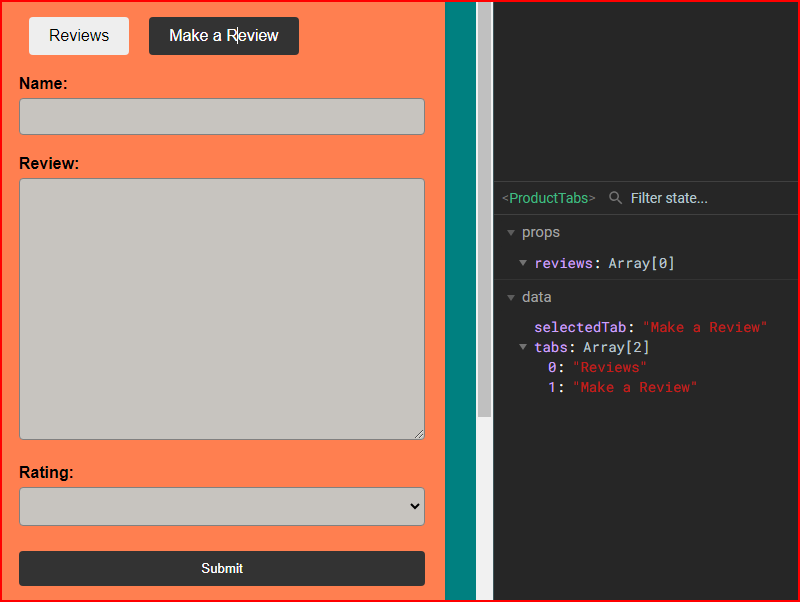 Reviews
Make a Review
Name:
Review:
Rating:
Submit
<ProductTabs>
Filter state...
props
reviews: Array[0]
data
selectedTab: "Make a Review"
tabs: Array[2]
0: "Reviews"
1: "Make a Review"